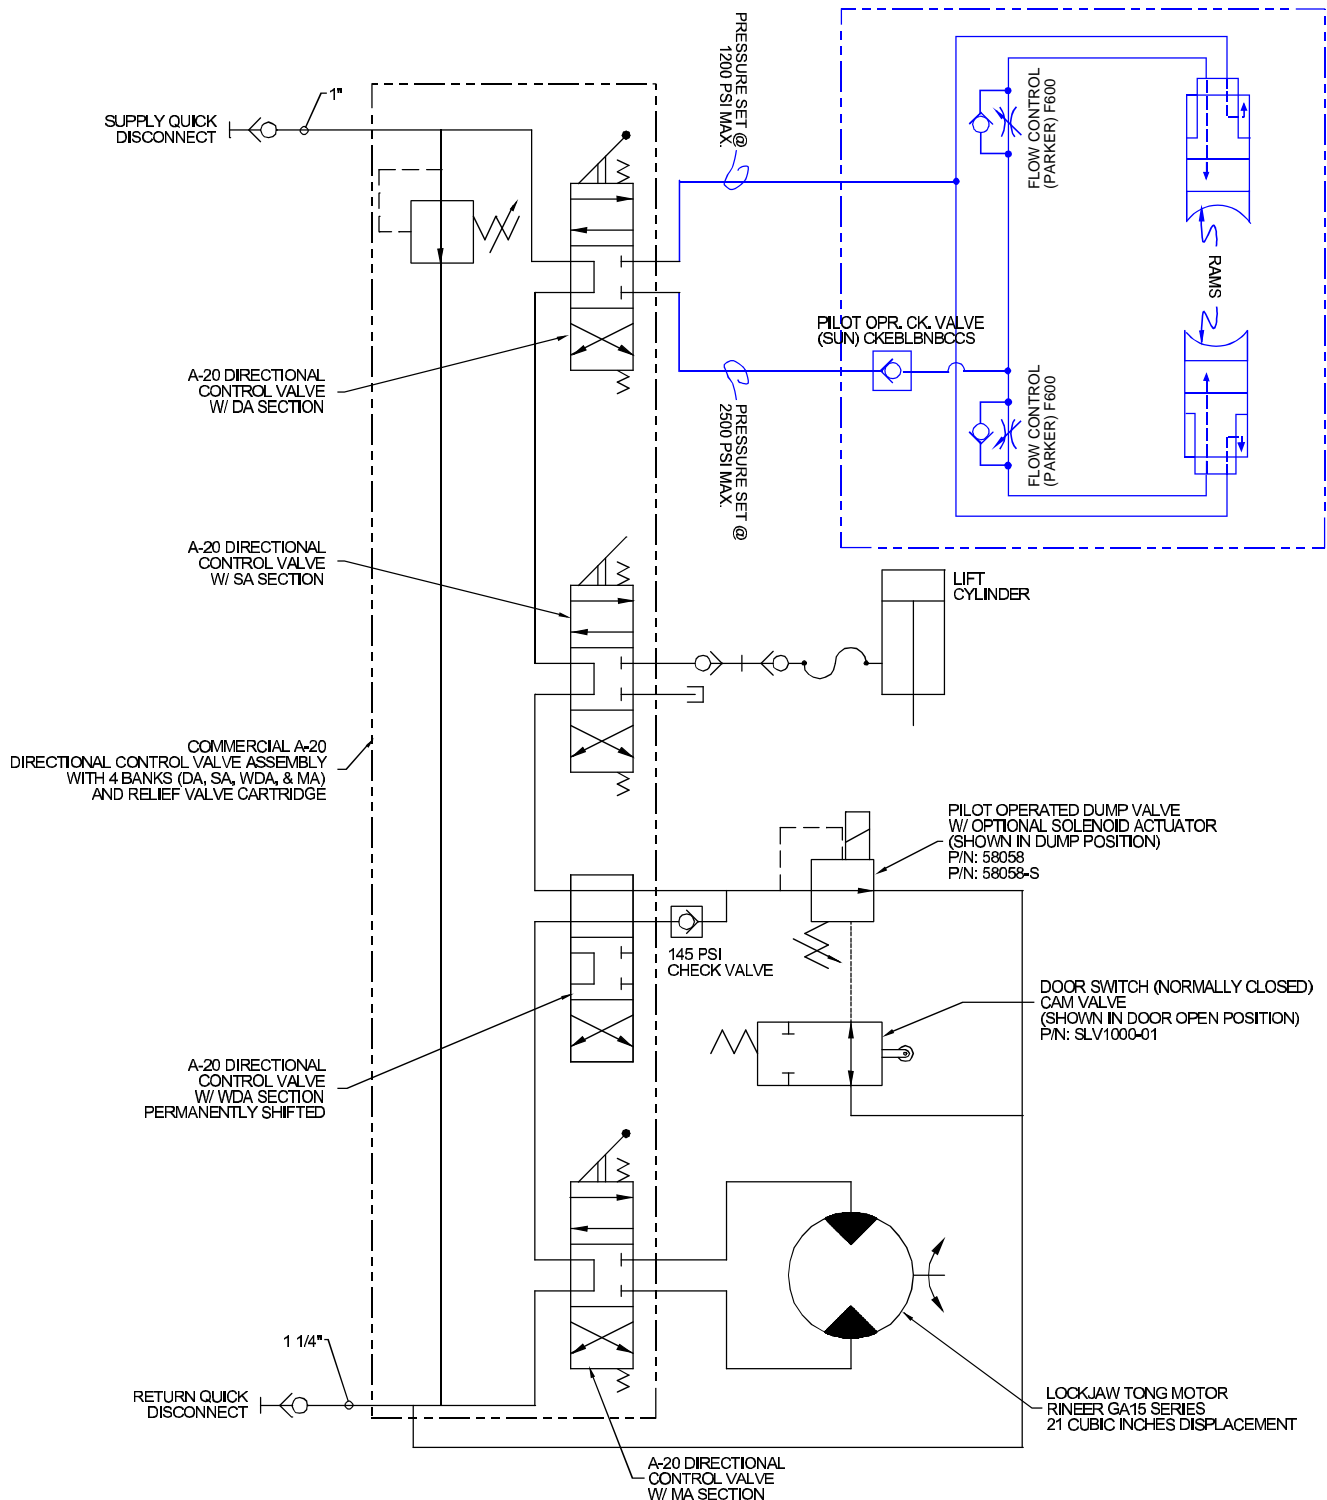 SUPPLY QUICK
DISCONNECT
1"
PRESSURE SET @
1200 PSI MAX.
FLOW CONTROL
(PARKER) F600
RAMS
PILOT OPR. CK. VALVE
(SUN) CKEBLBNBCCS
A-20 DIRECTIONAL
CONTROL VALVE
W/ DA SECTION
PRESSURE SET @
2500 PSI MAX.
FLOW CONTROL
(PARKER) F600
A-20 DIRECTIONAL
CONTROL VALVE
W/ SA SECTION
LIFT
CYLINDER
COMMERCIAL A-20
DIRECTIONAL CONTROL VALVE ASSEMBLY
WITH 4 BANKS (DA, SA, WDA, & MA)
AND RELIEF VALVE CARTRIDGE
PILOT OPERATED DUMP VALVE
W/ OPTIONAL SOLENOID ACTUATOR
(SHOWN IN DUMP POSITION)
P/N: 58058
P/N: 58058-S
145 PSI
CHECK VALVE
DOOR SWITCH (NORMALLY CLOSED)
CAM VALVE
(SHOWN IN DOOR OPEN POSITION)
P/N: SLV1000-01
A-20 DIRECTIONAL
CONTROL VALVE
W/ WDA SECTION
PERMANENTLY SHIFTED
1 1/4"
RETURN QUICK
DISCONNECT
LOCKJAW TONG MOTOR
RINEER GA15 SERIES
21 CUBIC INCHES DISPLACEMENT
A-20 DIRECTIONAL
CONTROL VALVE
W/ MA SECTION